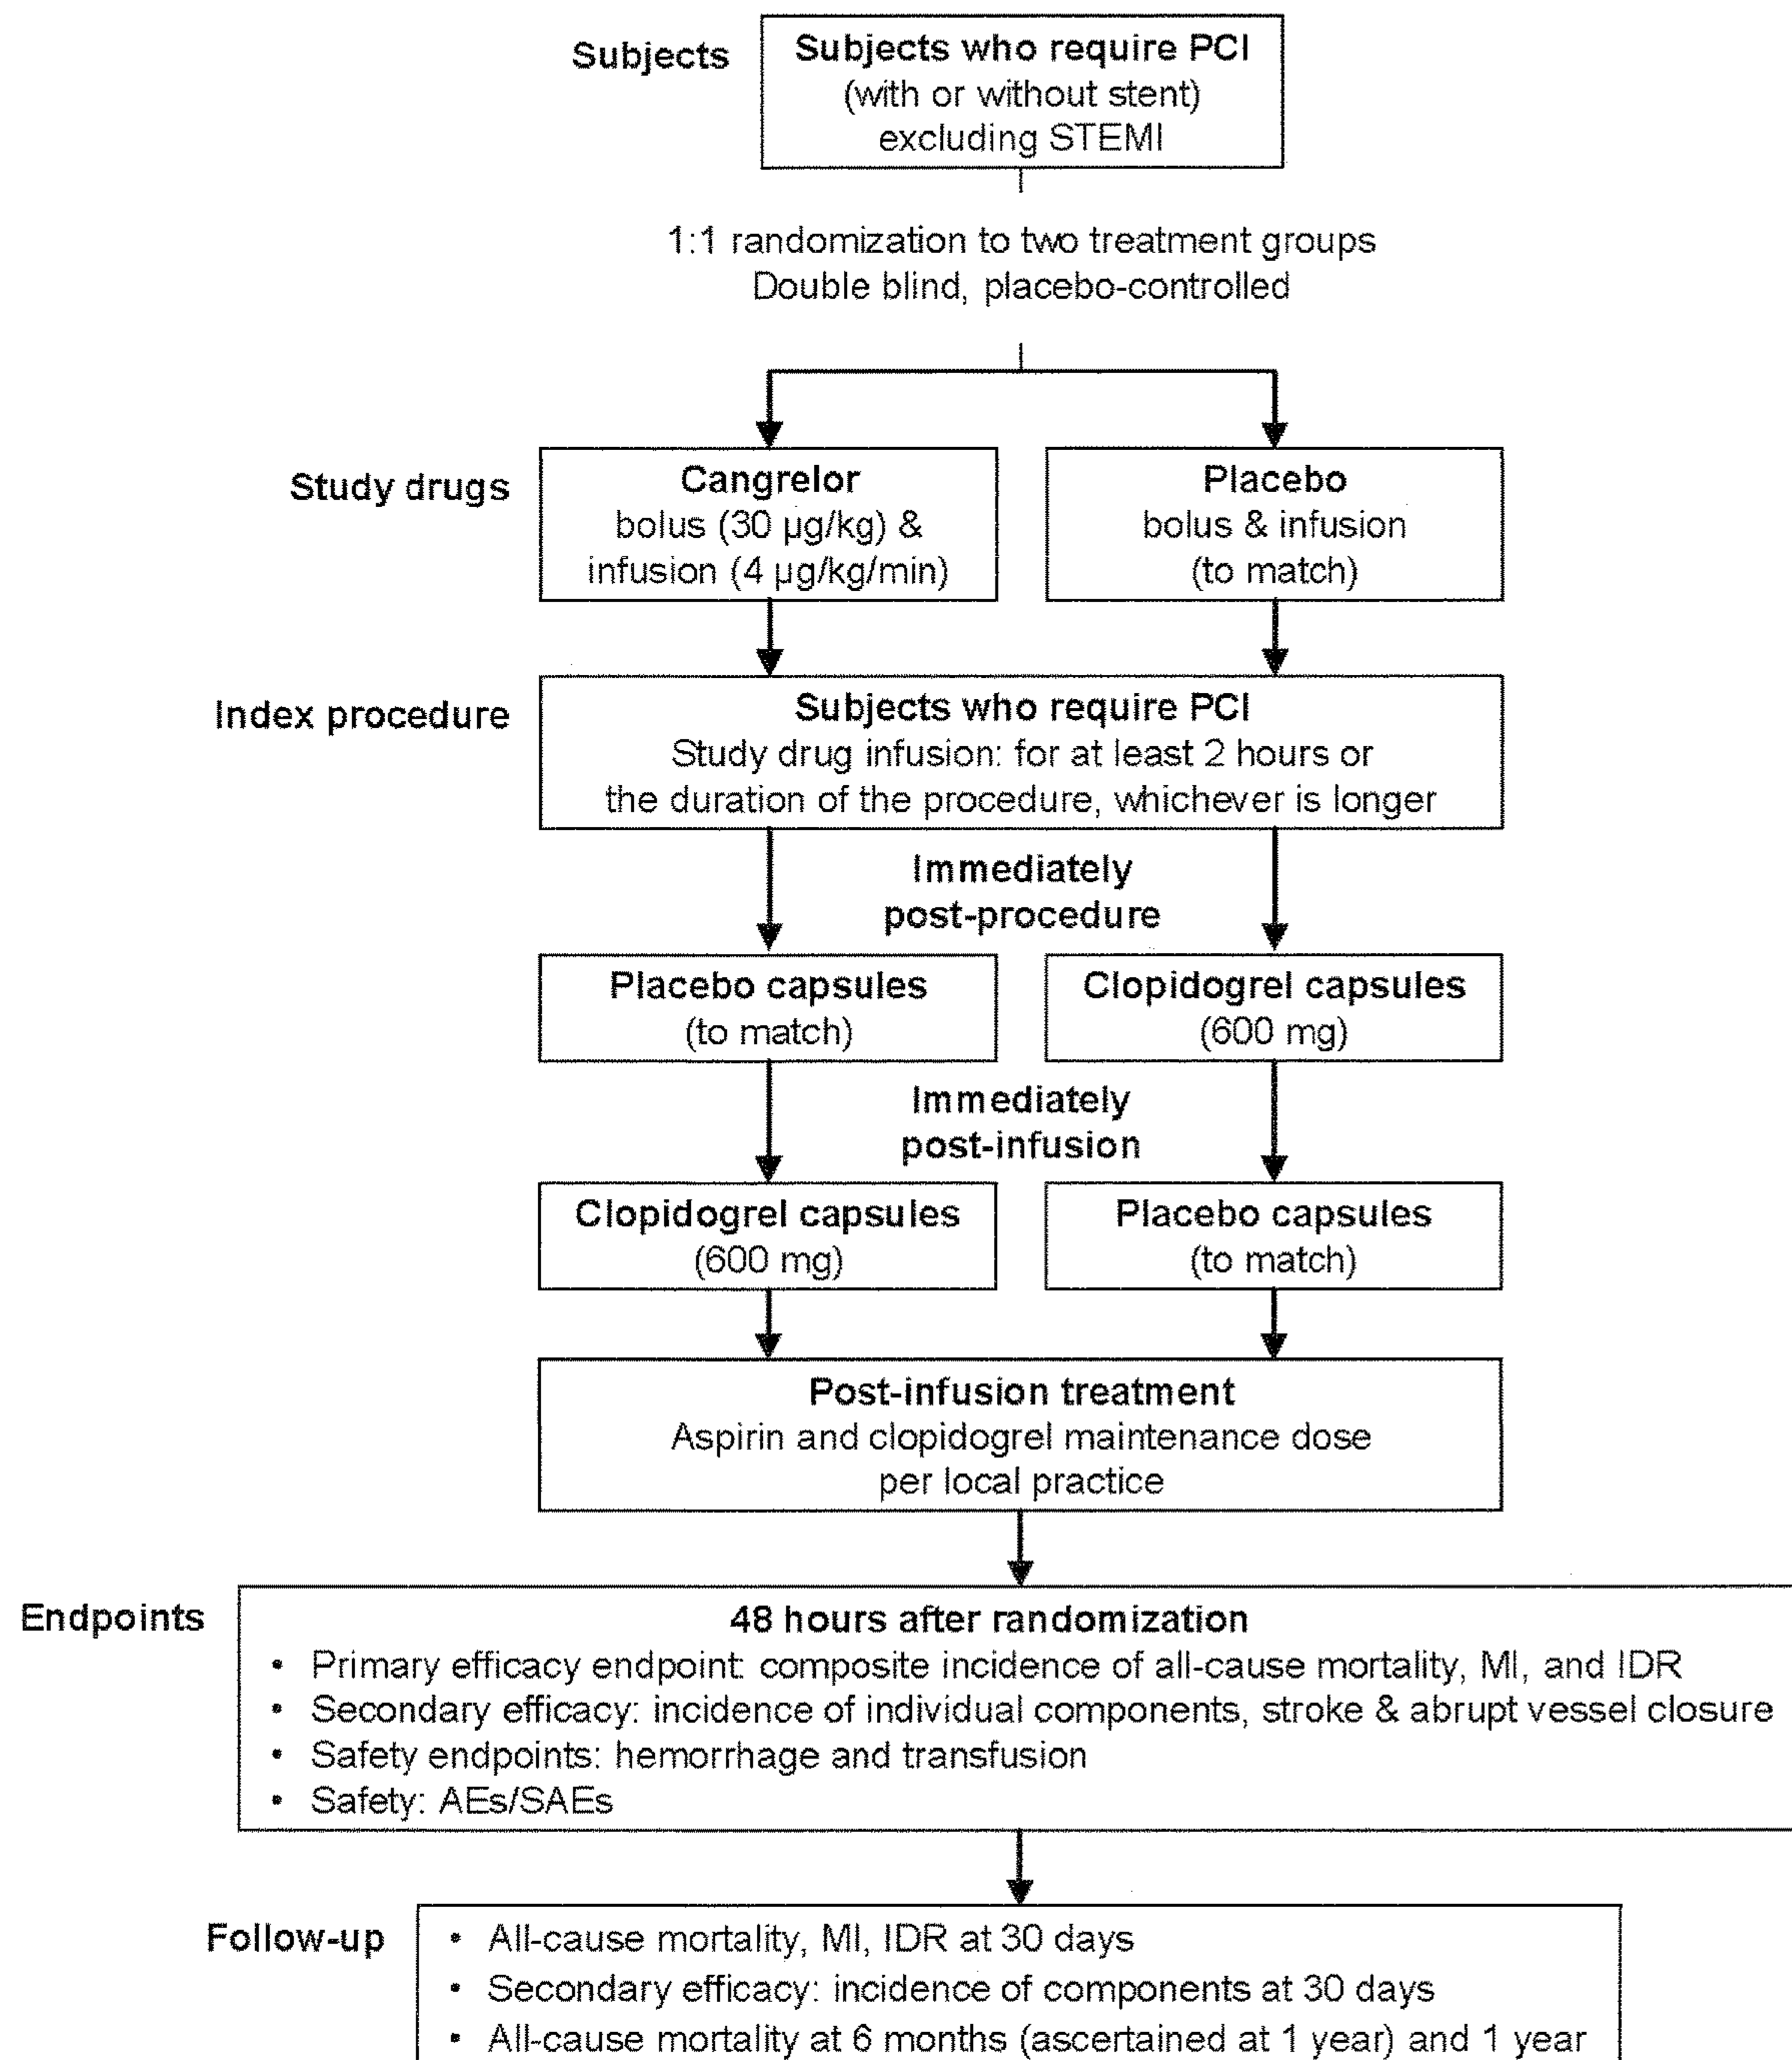 Subjects
Subjects who require PCI
(with or without stent)
excluding STEMI
1:1 randomization to two treatment groups
Double blind, placebo-controlled
Study drugs
Cangrelor
bolus (30 µg/kg) &
infusion (4 µg/kg/min)
Placebo
bolus & infusion
(to match)
Index procedure
Subjects who require PCI
Study drug infusion: for at least 2 hours or
the duration of the procedure, whichever is longer
Immediately
post-procedure
Placebo capsules
(to match)
Clopidogrel capsules
(600 mg)
Immediately
post-infusion
Clopidogrel capsules
(600 mg)
Placebo capsules
(to match)
Post-infusion treatment
Aspirin and clopidogrel maintenance dose
per local practice
Endpoints
48 hours after randomization
• Primary efficacy endpoint: composite incidence of all-cause mortality, MI, and IDR
• Secondary efficacy: incidence of individual components, stroke & abrupt vessel closure
• Safety endpoints: hemorrhage and transfusion
• Safety: AEs/SAEs
Follow-up
• All-cause mortality, MI, IDR at 30 days
• Secondary efficacy: incidence of components at 30 days
• All-cause mortality at 6 months (ascertained at 1 year) and 1 year